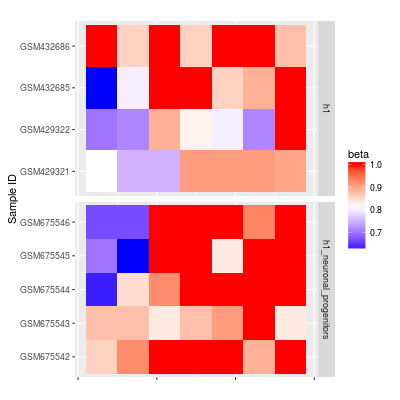 GSM432686
GSM432685
GSM429322
GSM429321
h1
GSM675546
GSM675545
GSM675544
GSM675543
GSM675542
h1_neuronal_progenitors
Sample ID
beta
1.0
0.9
0.8
0.7